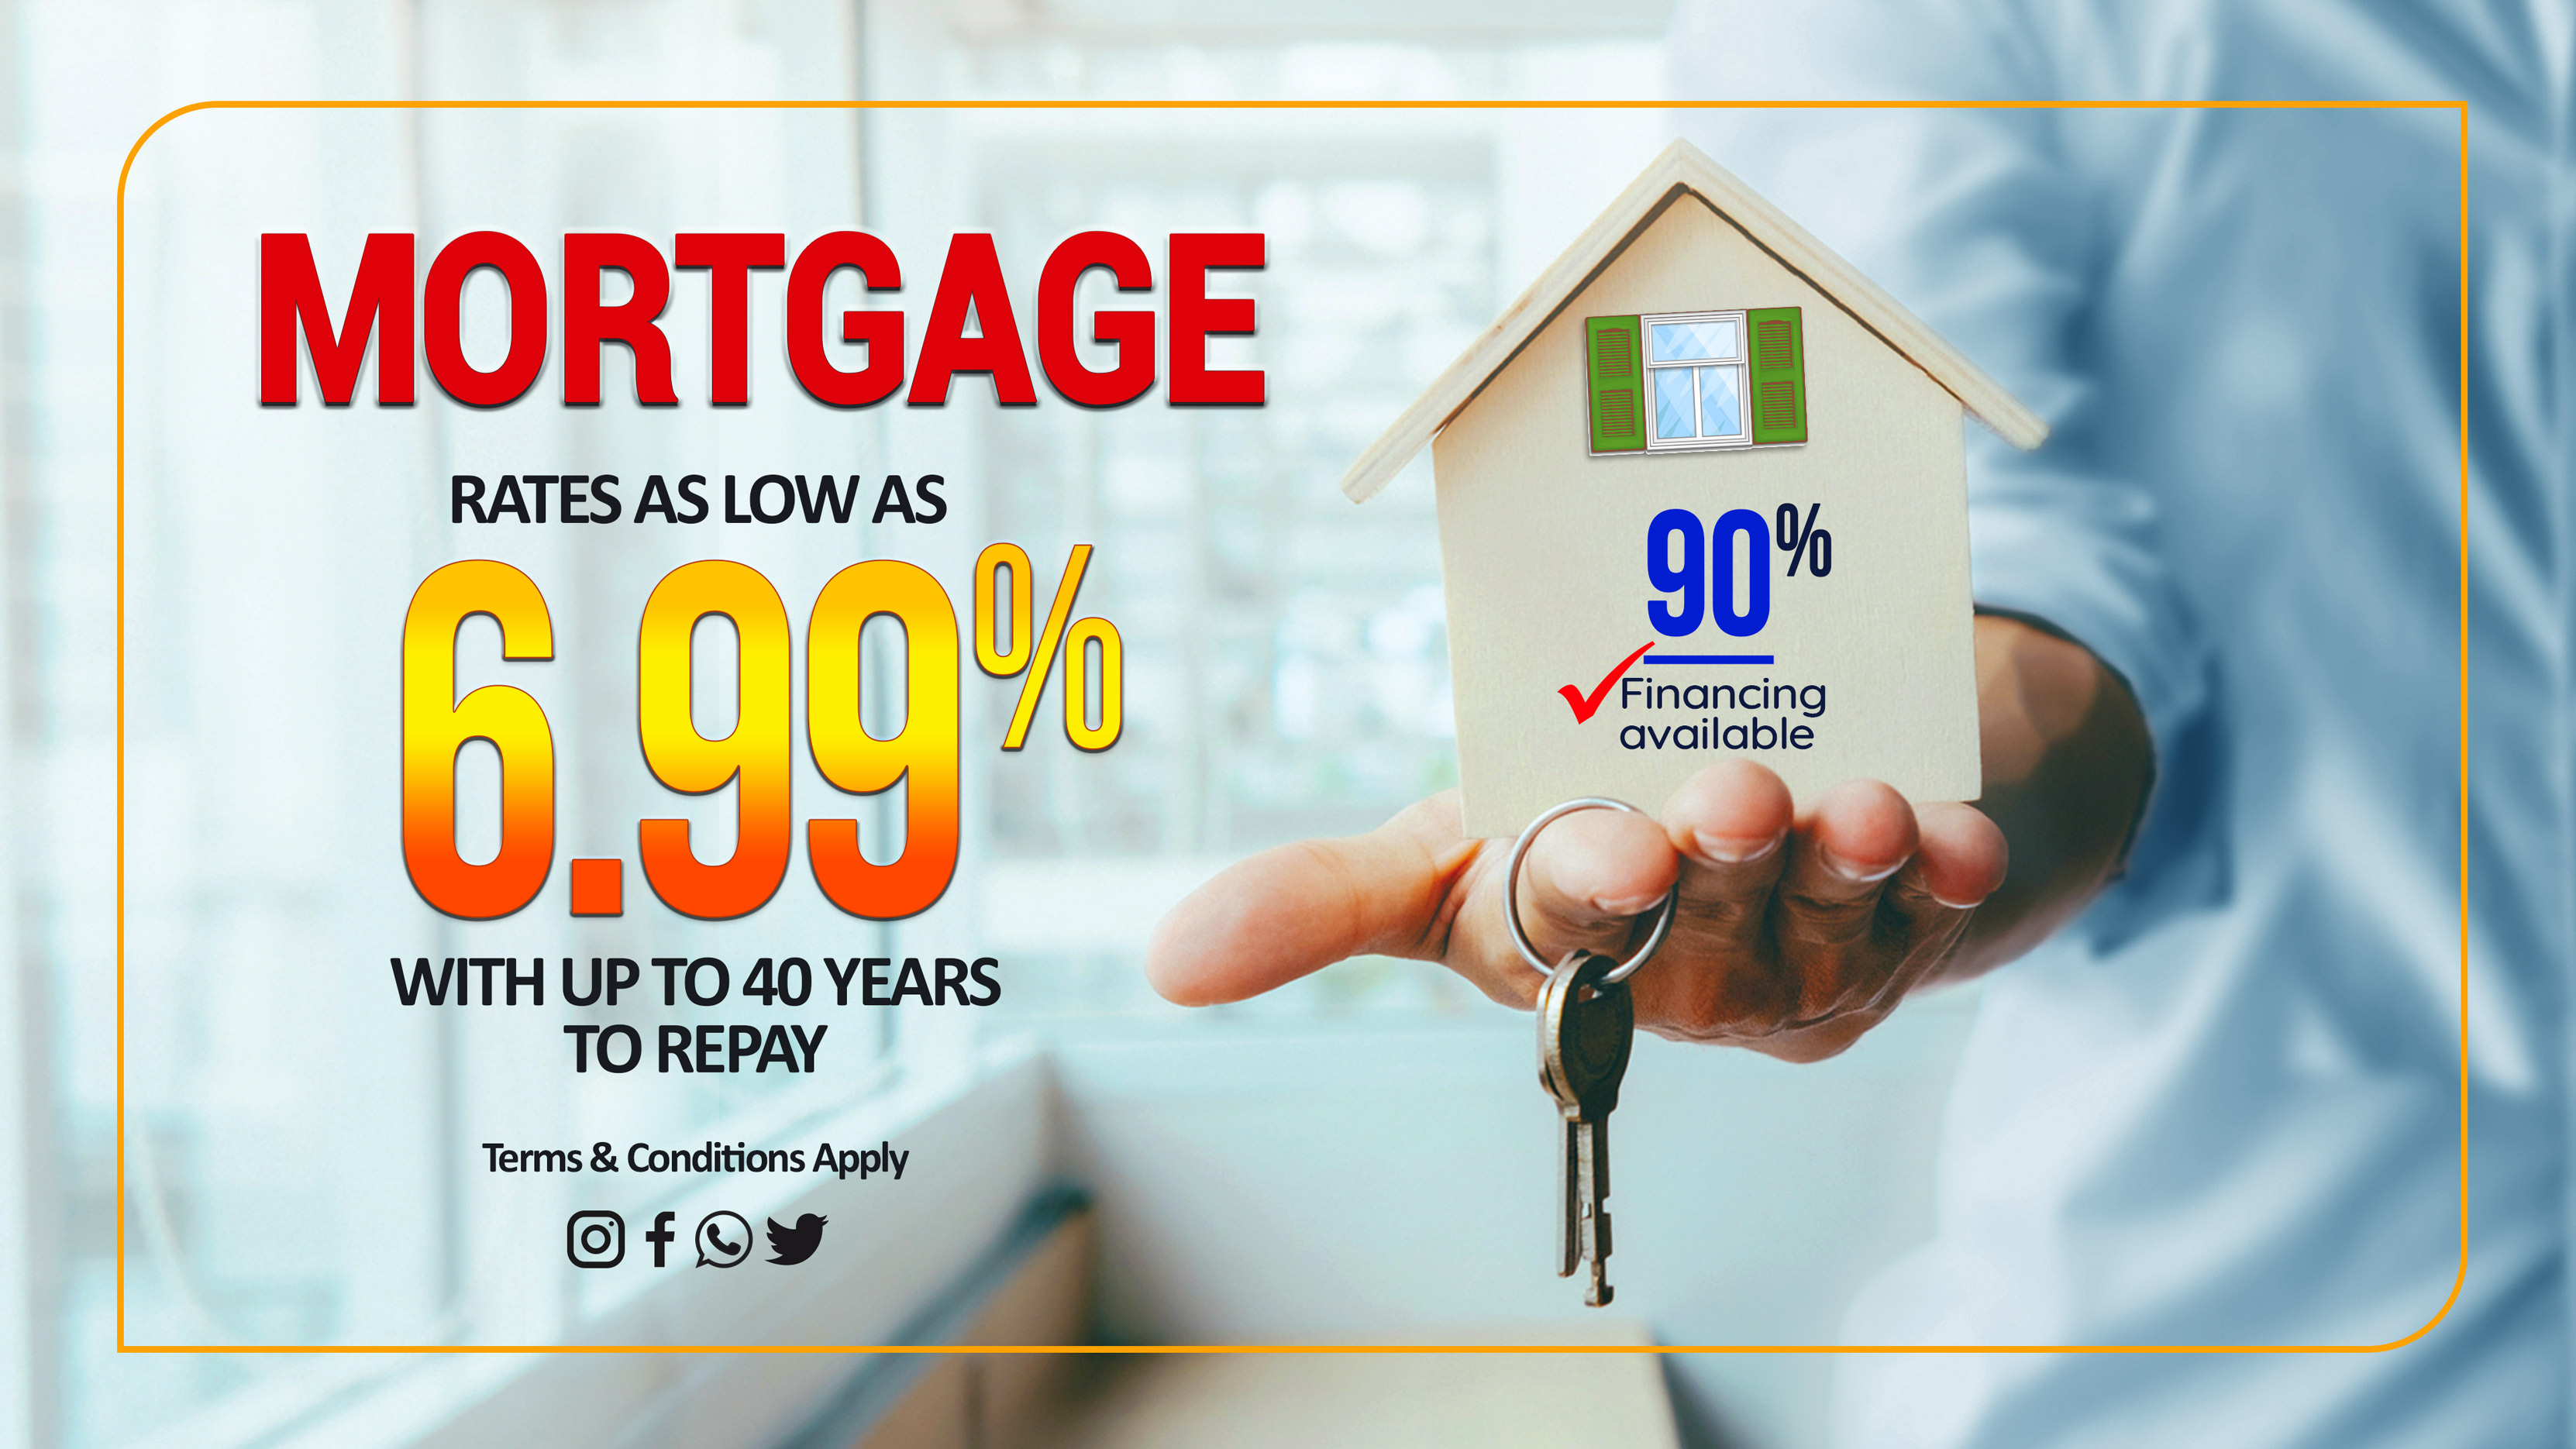 MORTGAGE
RATES AS LOW AS
6.99%
WITH UP TO 40 YEARS
TO REPAY
Terms & Conditions Apply
90%
Financing
available